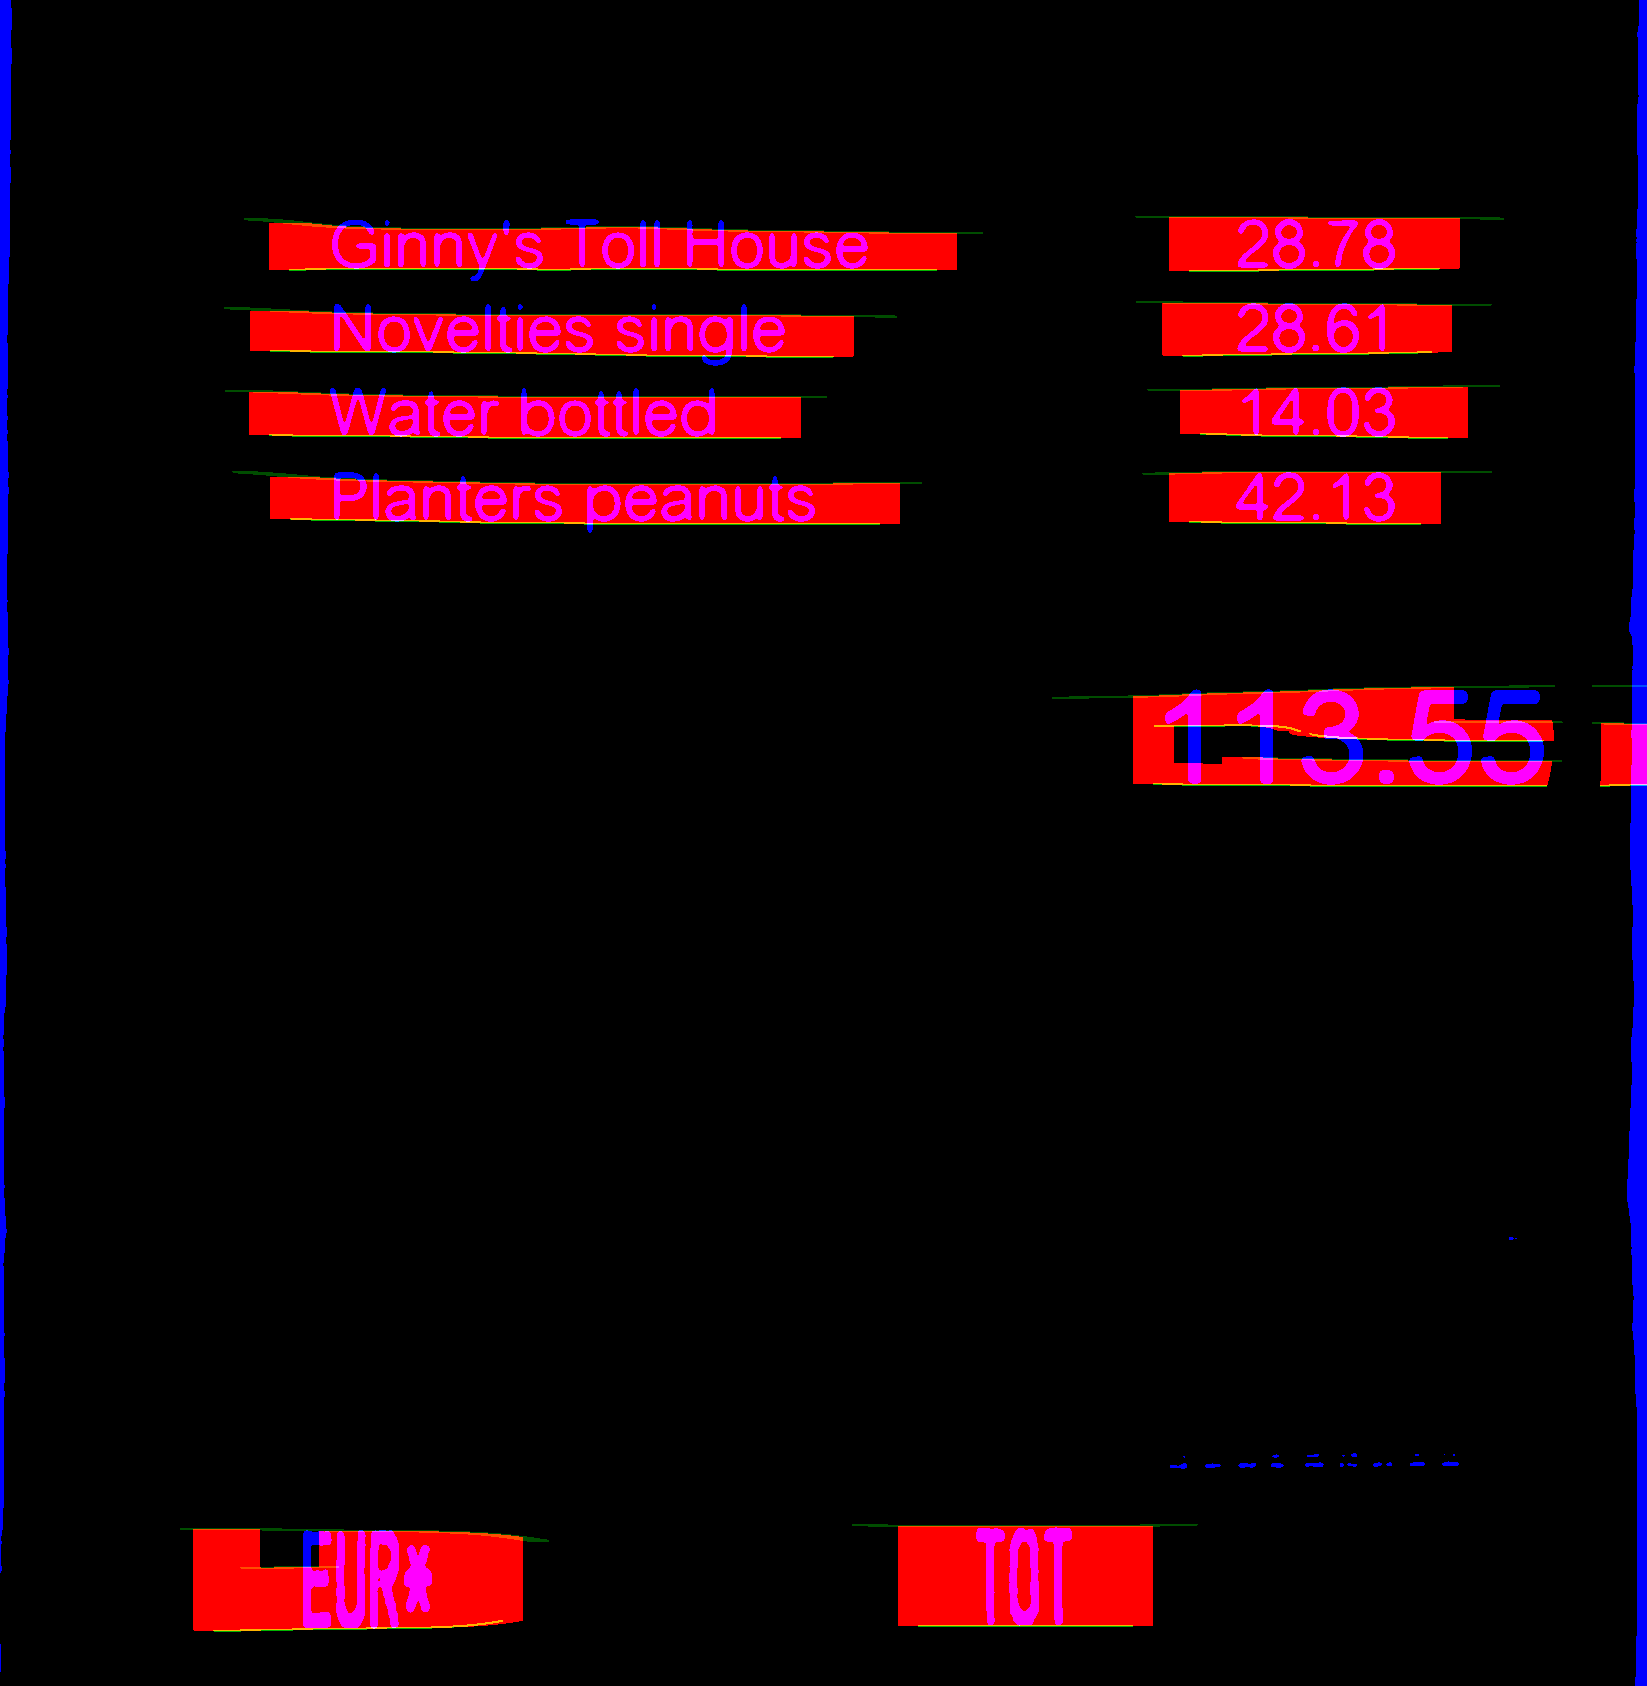 Ginny's Toll House 28.78
Novelties single 28.61
Water bottled 14.03
Planters peanuts 42.13
113.55
EUR* TOT